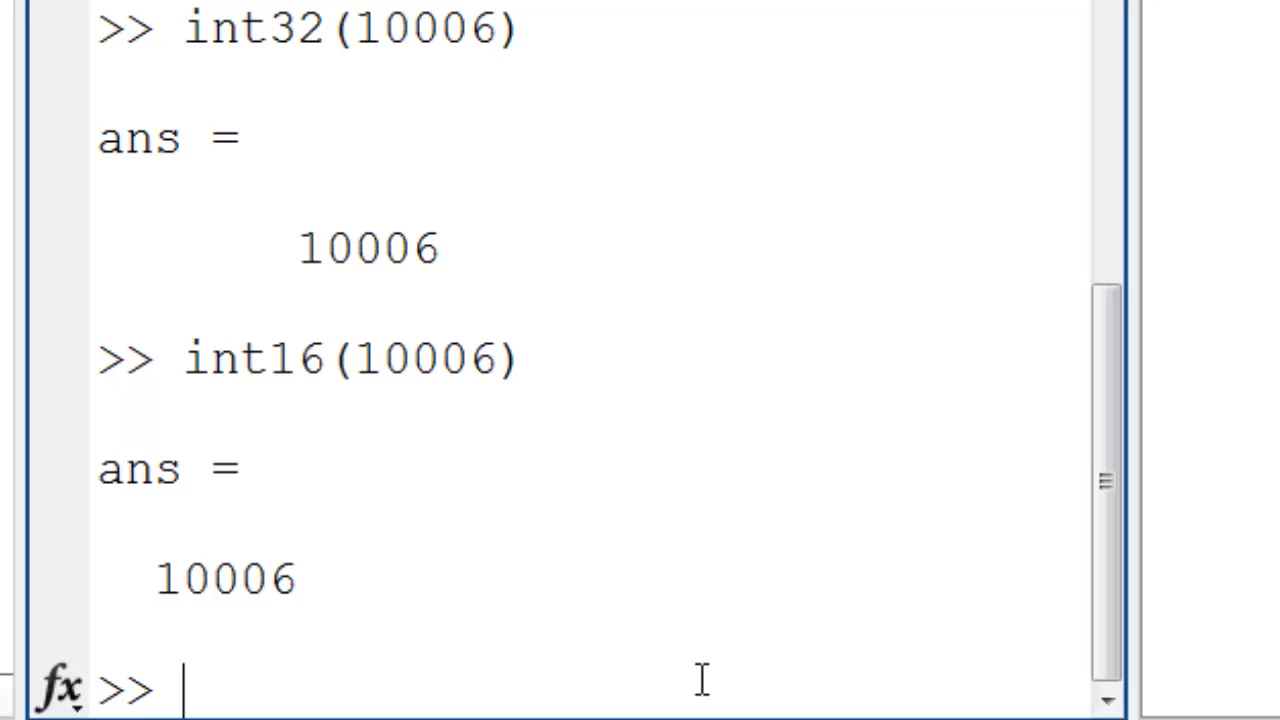 >> int32(10006)
ans =
10006
>> int16(10006)
ans =
10006
fx >>